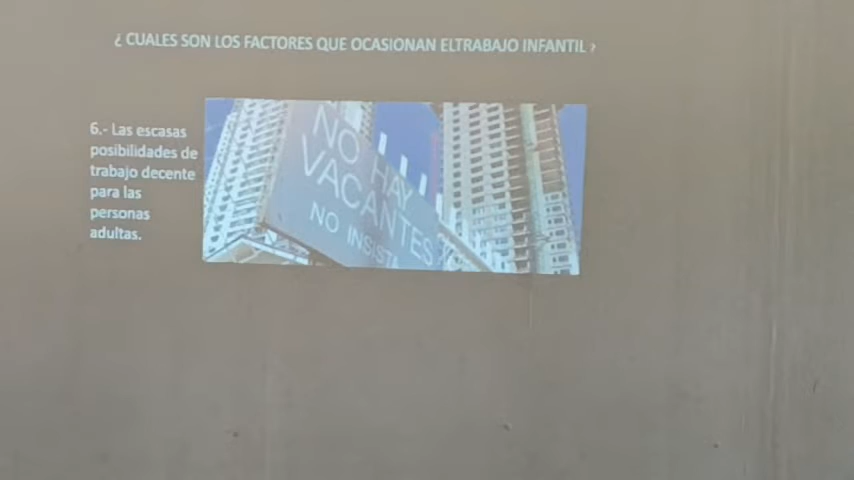 ¿ CUALES SON LOS FACTORES QUE OCASIONAN ELTRABAJO INFANTIL ›
6.- Las escasas
posibilidades de
trabajo decente
para las
personas
adultas.
NO HAY
VACANTES
NO INSISTA